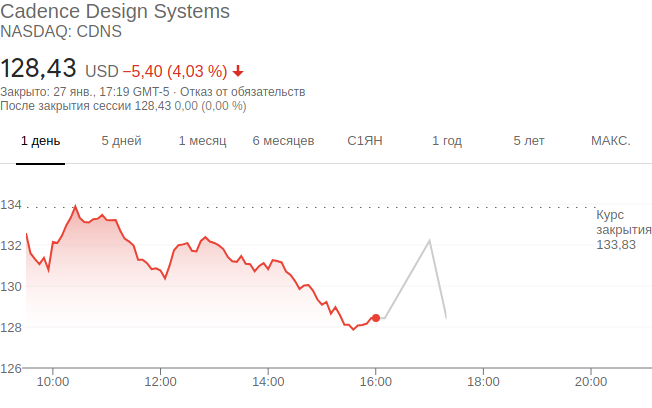 Cadence Design Systems
NASDAQ: CDNS
128,43 USD −5,40 (4,03 %)
Закрыто: 27 янв., 17:19 GMT-5 · Отказ от обязательств
После закрытия сессии 128,43 0,00 (0,00 %)
1 день 5 дней 1 месяц 6 месяцев С1ЯН 1 год 5 лет МАКС.
134
Курс
закрытия
133,83
132
130
128
126
10:00 12:00 14:00 16:00 18:00 20:00